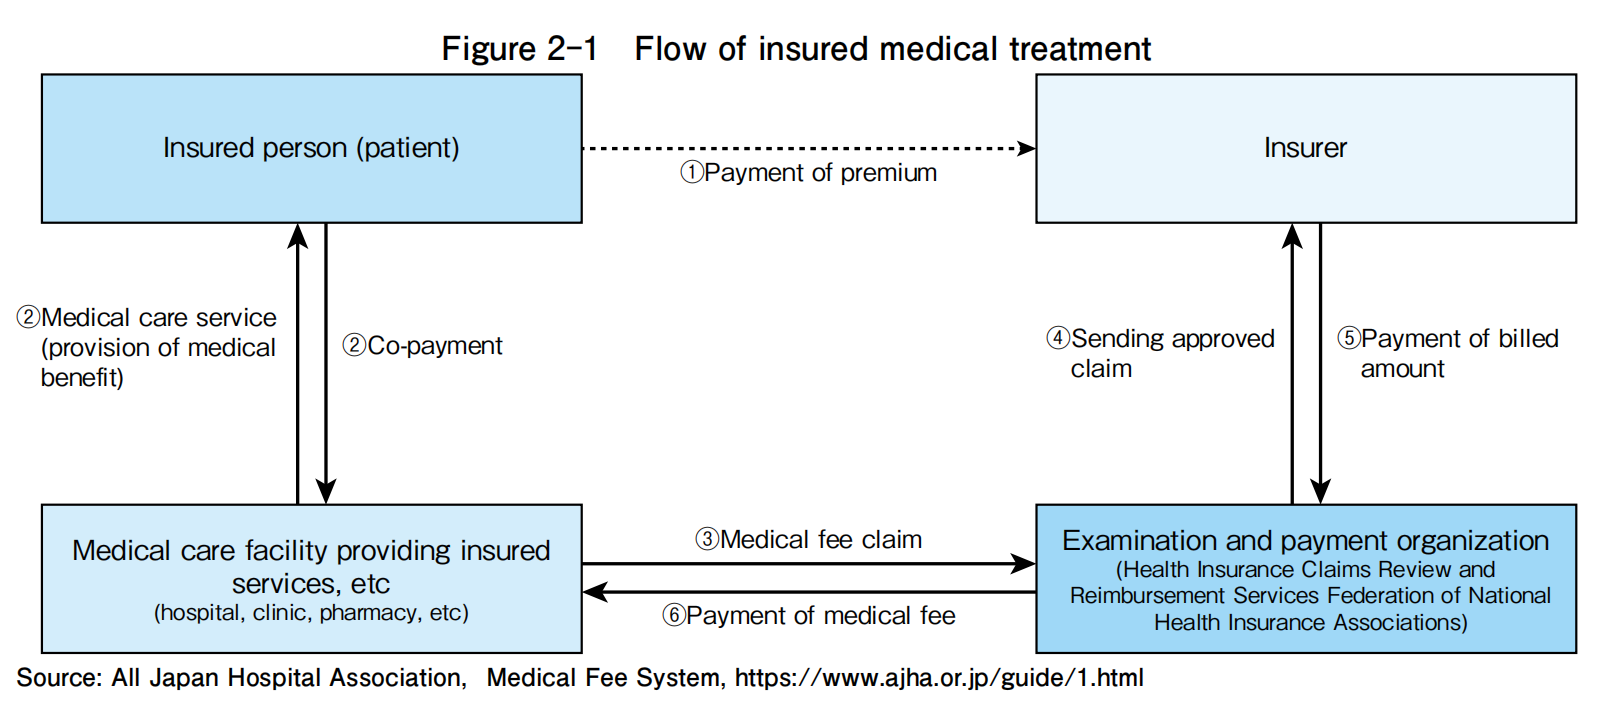 Figure 2-1 Flow of insured medical treatment
Insured person (patient)
①Payment of premium
Insurer
②Medical care service
(provision of medical
benefit)
②Co-payment
④Sending approved
claim
⑤Payment of billed
amount
Medical care facility providing insured
services, etc
(hospital, clinic, pharmacy, etc)
③Medical fee claim
⑥Payment of medical fee
Examination and payment organization
(Health Insurance Claims Review and
Reimbursement Services Federation of National
Health Insurance Associations)
Source: All Japan Hospital Association, Medical Fee System, https://www.ajha.or.jp/guide/1.html